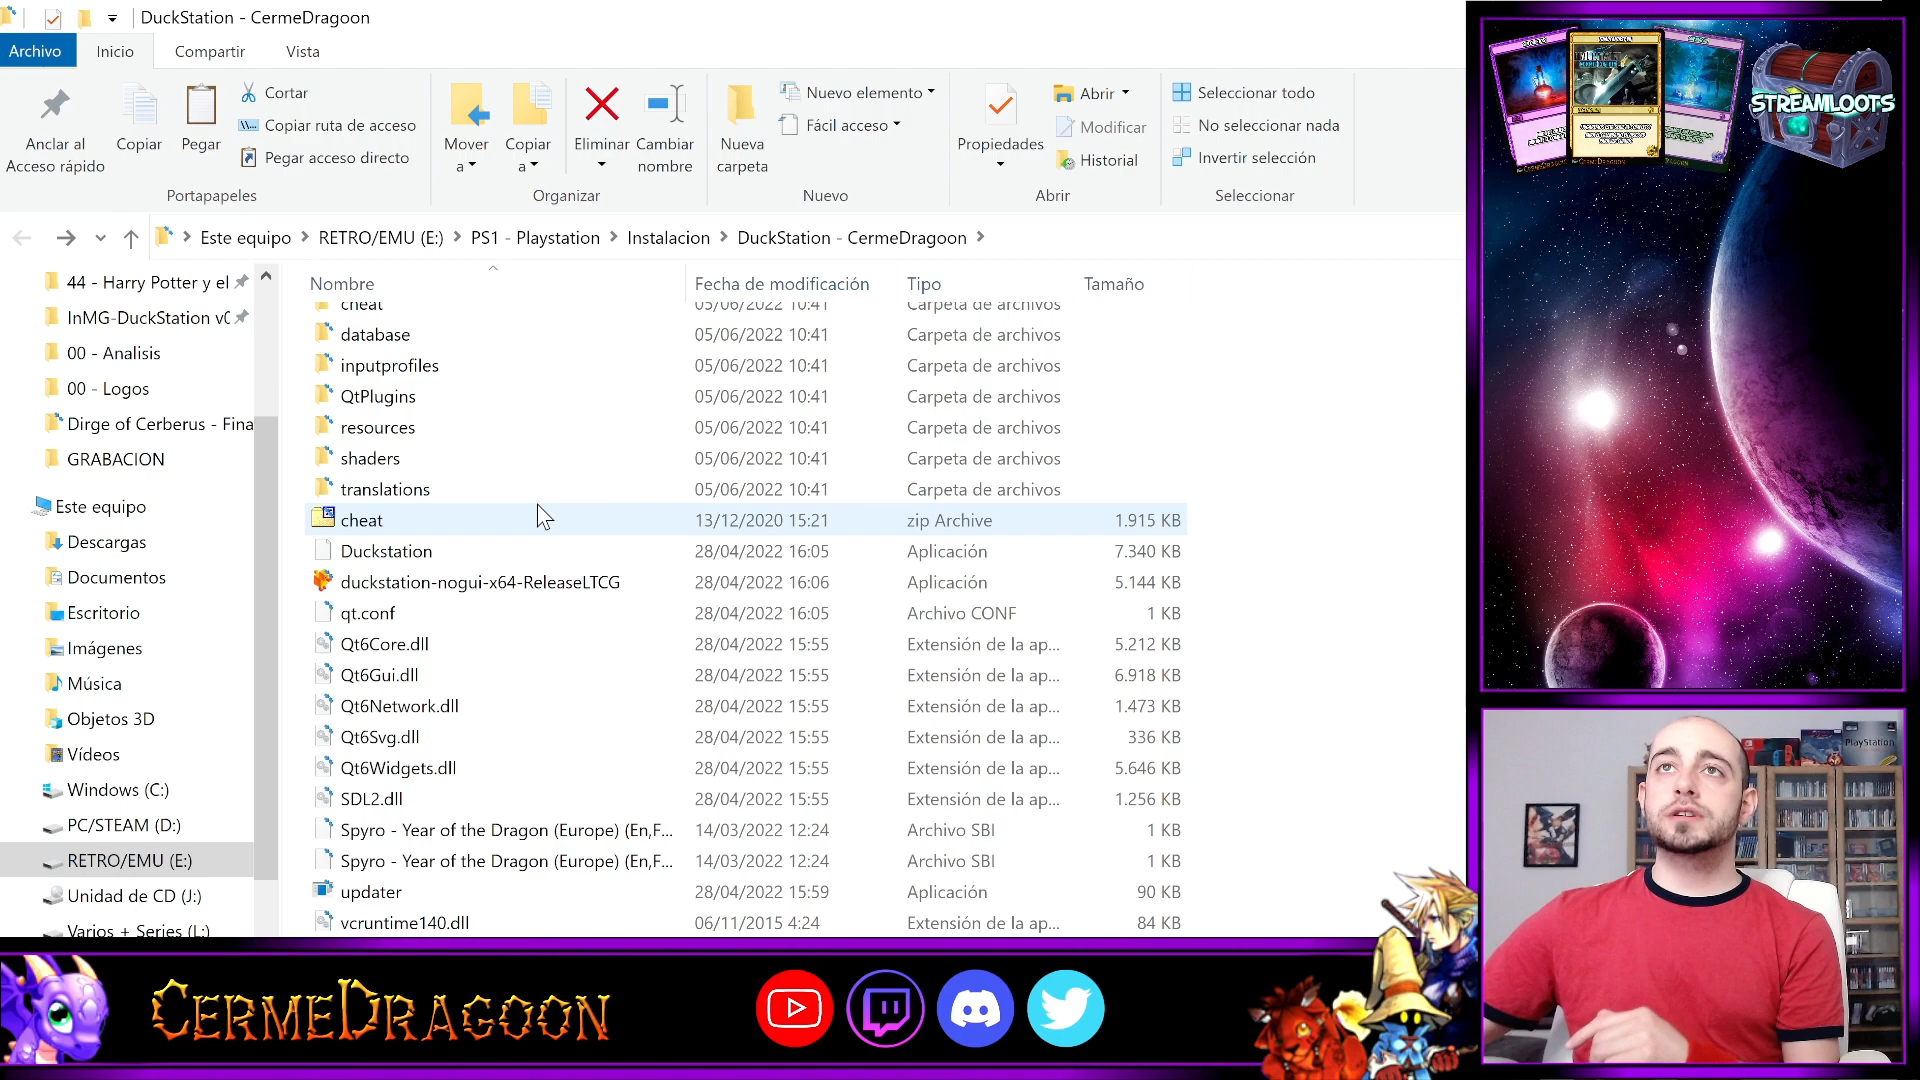 DuckStation - CermeDragoon
Archivo Inicio Compartir Vista
Anclar al
Acceso rápido
Copiar
Pegar
Cortar
Copiar ruta de acceso
Pegar acceso directo
Portapapeles
Mover
a
Copiar
a
Eliminar
Cambiar
nombre
Organizar
Nueva
carpeta
Nuevo elemento
Fácil acceso
Nuevo
Propiedades
Abrir
Modificar
Historial
Abrir
Seleccionar todo
No seleccionar nada
Invertir selección
Seleccionar
Este equipo > RETRO/EMU (E:) > PS1 - Playstation > Instalacion > DuckStation - CermeDragoon >
44 - Harry Potter y el
InMG-DuckStation v0
00 - Analisis
00 - Logos
Dirge of Cerberus - Fina
GRABACION
Este equipo
Descargas
Documentos
Escritorio
Imágenes
Música
Objetos 3D
Vídeos
Windows (C:)
PC/STEAM (D:)
RETRO/EMU (E:)
Unidad de CD (J:)
Varios + Series (L:)
Nombre Fecha de modificación Tipo Tamaño
cheat 05/06/2022 10:41 Carpeta de archivos
database 05/06/2022 10:41 Carpeta de archivos
inputprofiles 05/06/2022 10:41 Carpeta de archivos
QtPlugins 05/06/2022 10:41 Carpeta de archivos
resources 05/06/2022 10:41 Carpeta de archivos
shaders 05/06/2022 10:41 Carpeta de archivos
translations 05/06/2022 10:41 Carpeta de archivos
cheat 13/12/2020 15:21 zip Archive 1.915 KB
Duckstation 28/04/2022 16:05 Aplicación 7.340 KB
duckstation-nogui-x64-ReleaseLTCG 28/04/2022 16:06 Aplicación 5.144 KB
qt.conf 28/04/2022 16:05 Archivo CONF 1 KB
Qt6Core.dll 28/04/2022 15:55 Extensión de la ap... 5.212 KB
Qt6Gui.dll 28/04/2022 15:55 Extensión de la ap... 6.918 KB
Qt6Network.dll 28/04/2022 15:55 Extensión de la ap... 1.473 KB
Qt6Svg.dll 28/04/2022 15:55 Extensión de la ap... 336 KB
Qt6Widgets.dll 28/04/2022 15:55 Extensión de la ap... 5.646 KB
SDL2.dll 28/04/2022 15:55 Extensión de la ap... 1.256 KB
Spyro - Year of the Dragon (Europe) (En,F... 14/03/2022 12:24 Archivo SBI 1 KB
Spyro - Year of the Dragon (Europe) (En,F... 14/03/2022 12:24 Archivo SBI 1 KB
updater 28/04/2022 15:59 Aplicación 90 KB
vcruntime140.dll 06/11/2015 4:24 Extensión de la ap... 84 KB
STREAMLOOTS
PlayStation
CERMEDRAGOON